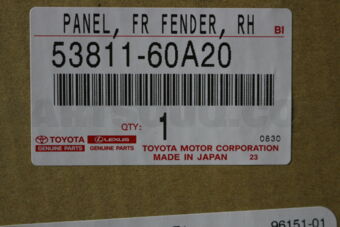 PANEL, FR FENDER, RH BI
53811-60A20
QTY: 1
0830
TOYOTA LEXUS TOYOTA MOTOR CORPORATION
GENUINE PARTS GENUINE PARTS MADE IN JAPAN 23
96151-01